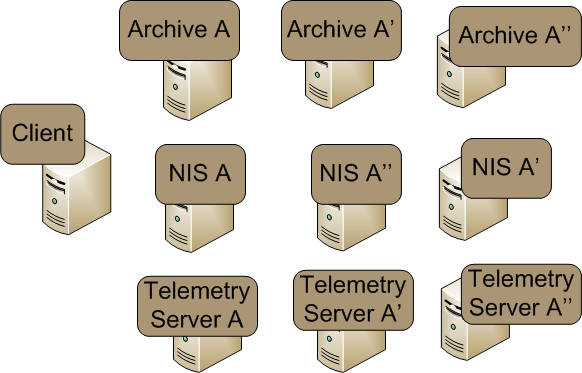 Archive A
Archive A’
Archive A’’
Client
NIS A
NIS A’’
NIS A’
Telemetry
Server A
Telemetry
Server A’
Telemetry
Server A’’